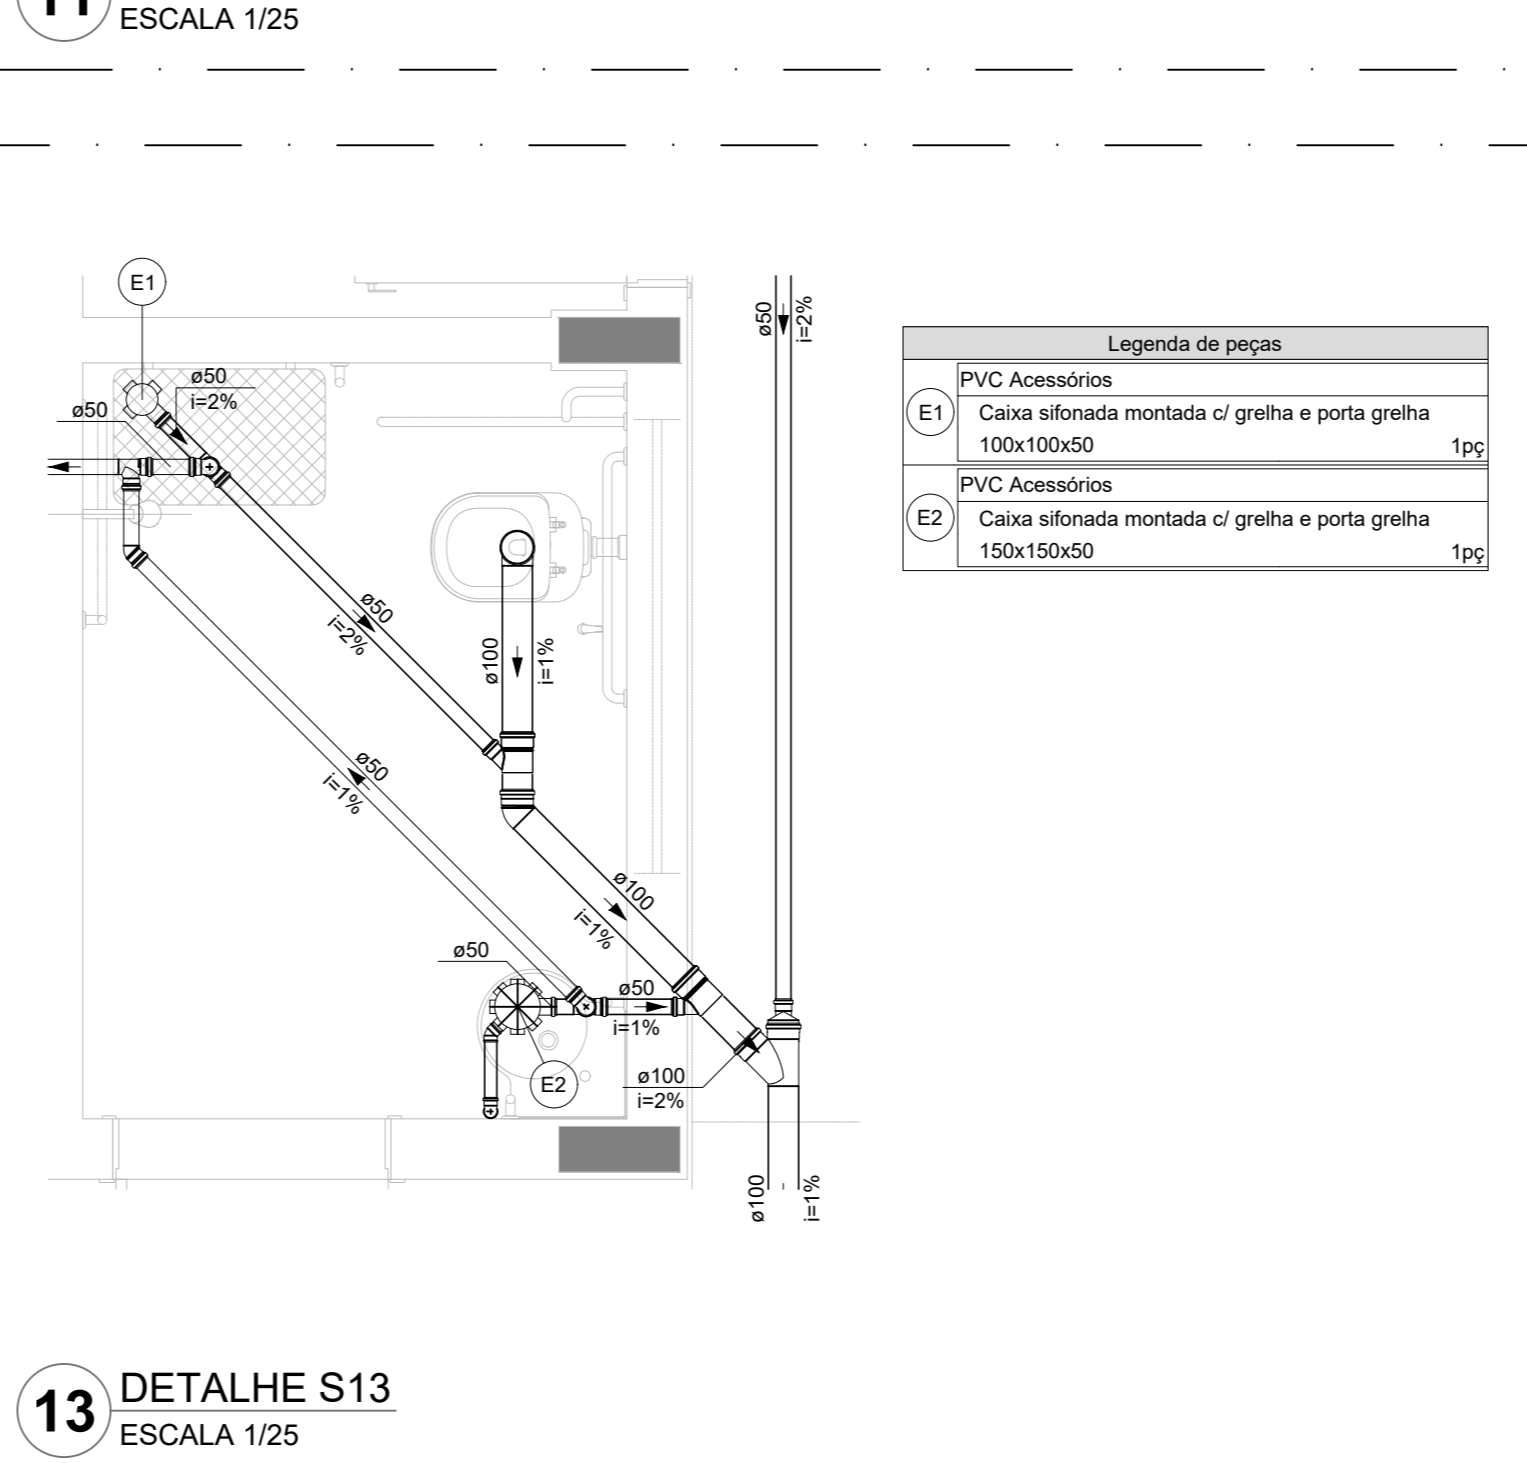 11
ESCALA 1/25
E1
ø50
i=2%
ø50
ø50
i=2%
Legenda de peças
E1
PVC Acessórios
Caixa sifonada montada c/ grelha e porta grelha
100x100x50 1pç
E2
PVC Acessórios
Caixa sifonada montada c/ grelha e porta grelha
150x150x50 1pç
ø50
i=2%
ø100
i=1%
ø50
i=1%
ø100
i=1%
ø50
ø50
i=1%
E2
ø100
i=2%
ø100
i=1%
13
DETALHE S13
ESCALA 1/25